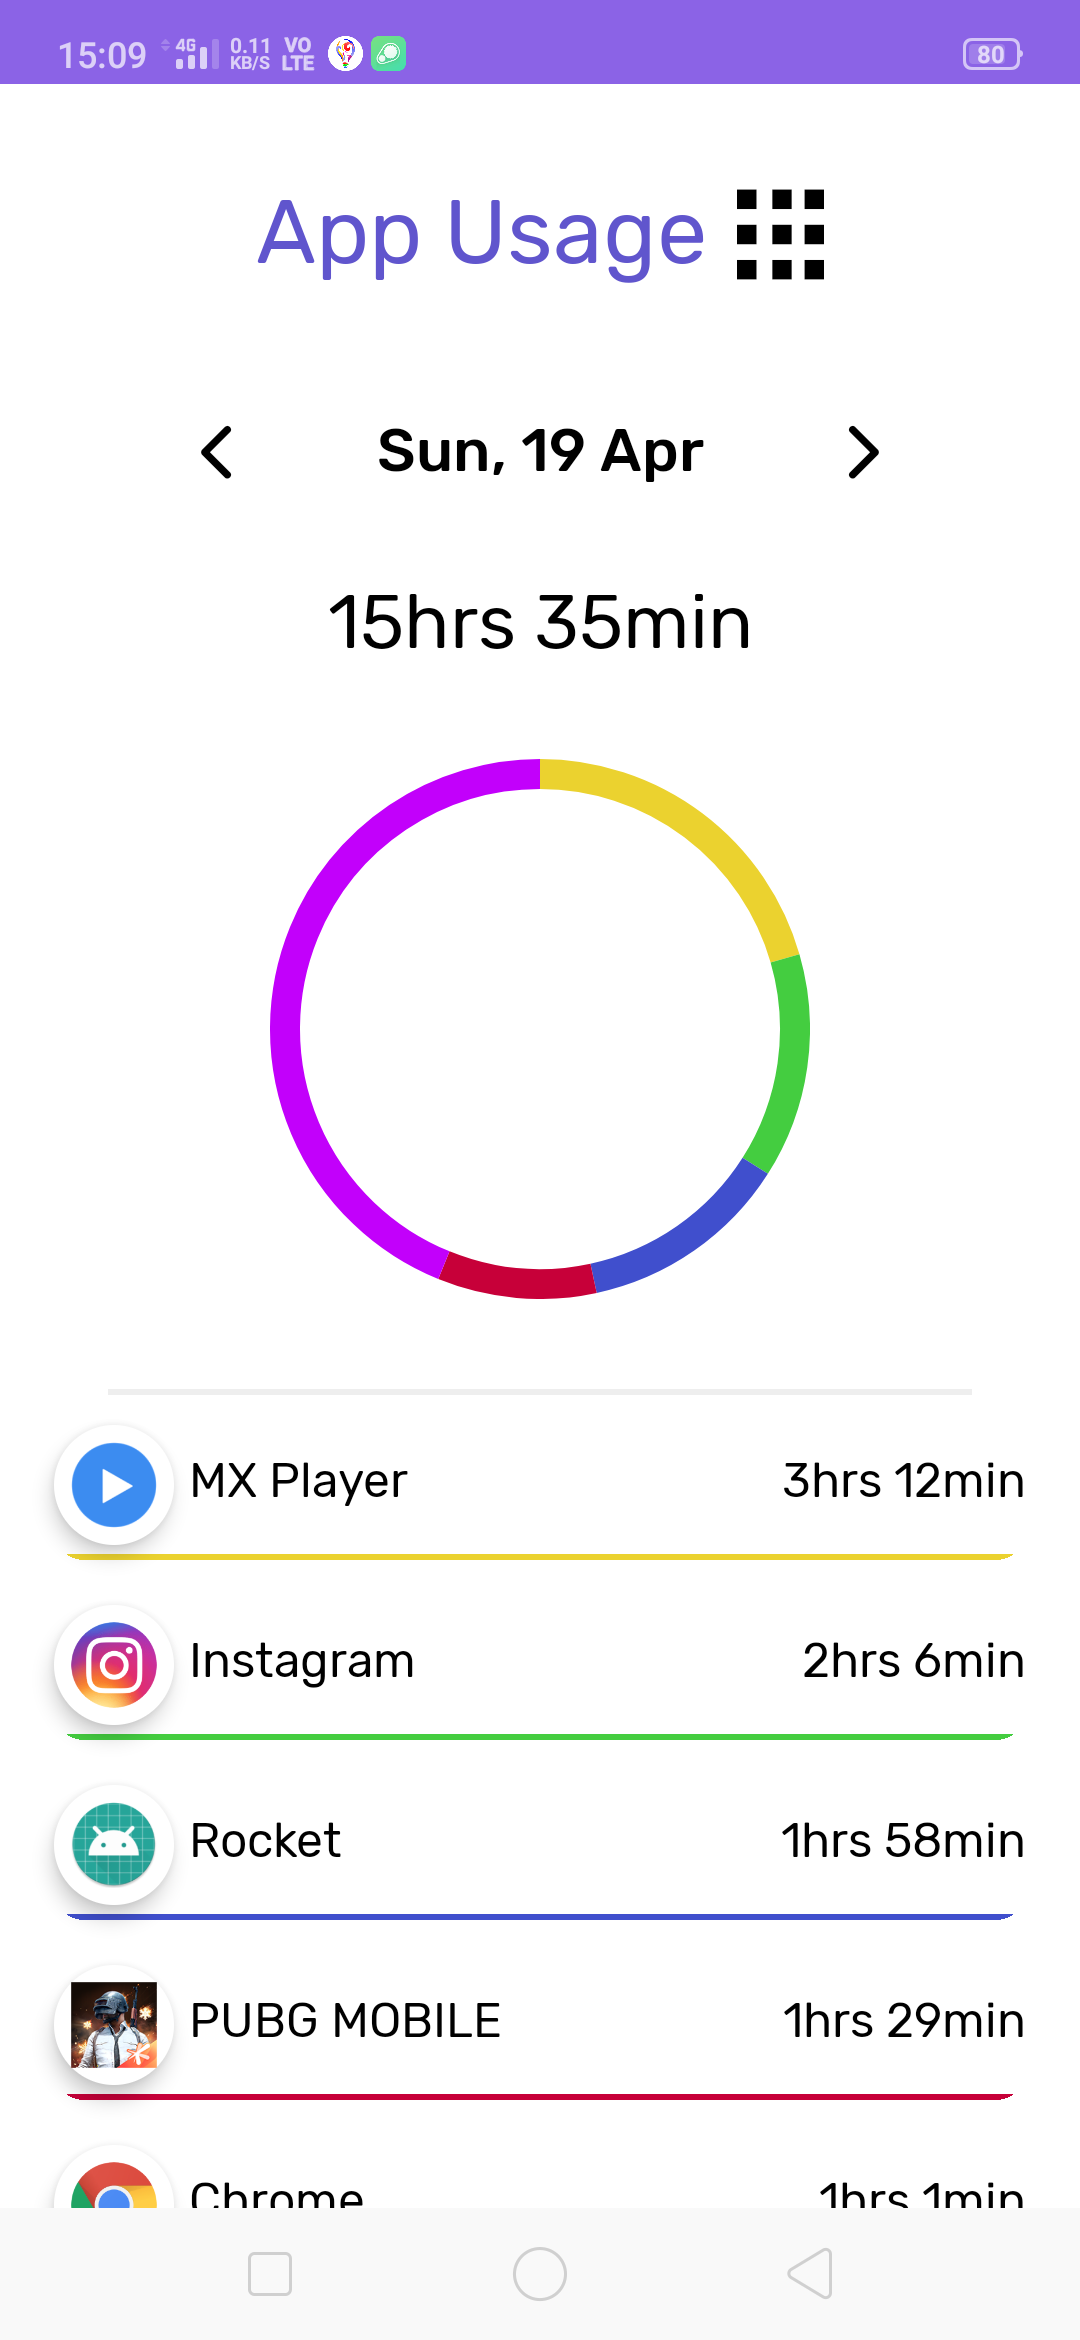 15:09 4G 0.11 KB/S VO LTE 80
App Usage
Sun, 19 Apr
15hrs 35min
MX Player 3hrs 12min
Instagram 2hrs 6min
Rocket 1hrs 58min
PUBG MOBILE 1hrs 29min
Chrome 1hrs 1min